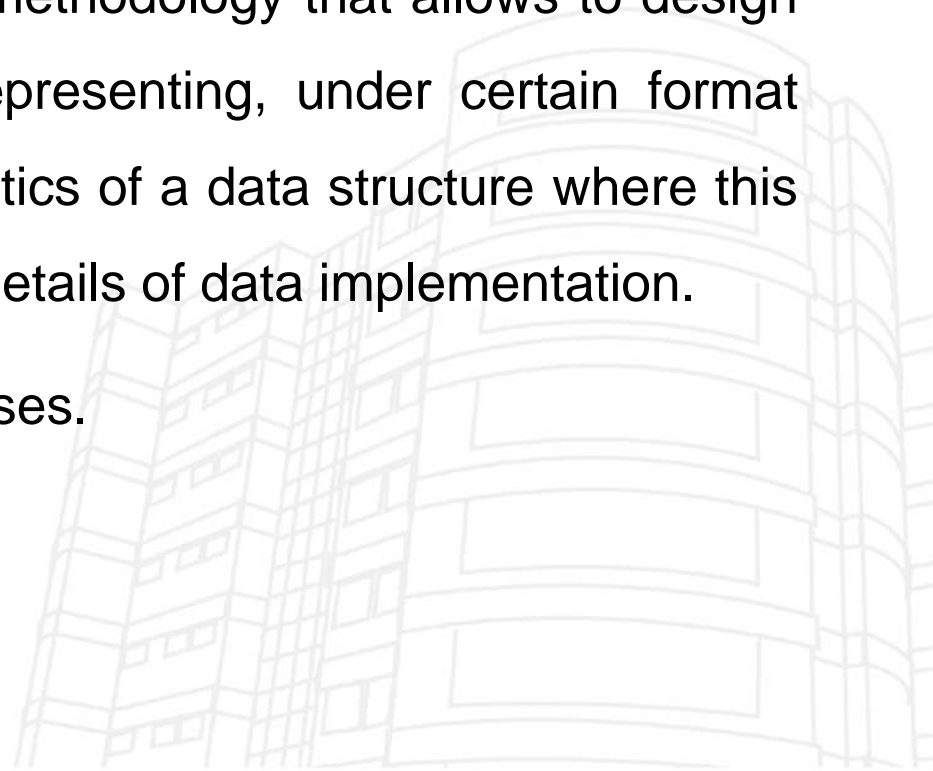 methodology that allows to design
epresenting, under certain format
tics of a data structure where this
etails of data implementation.
ses.